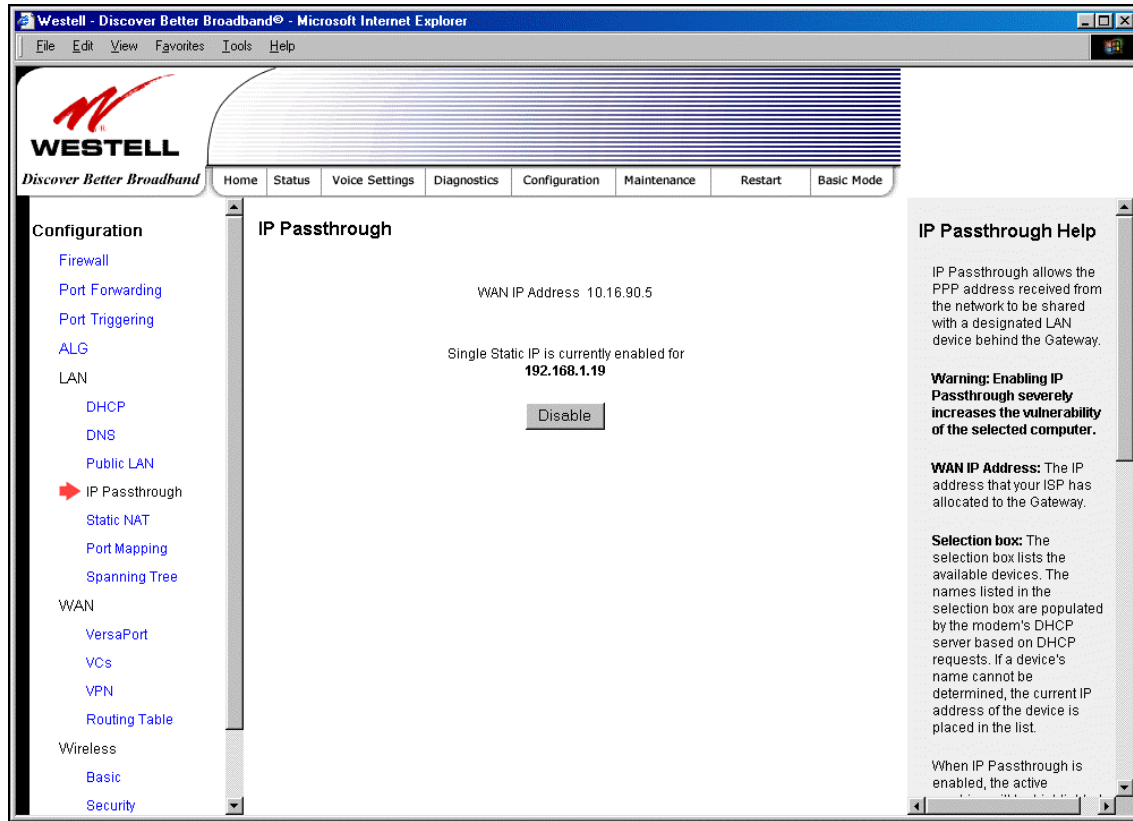 Westell - Discover Better Broadband® - Microsoft Internet Explorer
File Edit View Favorites Tools Help
WESTELL
Discover Better Broadband
Home Status Voice Settings Diagnostics Configuration Maintenance Restart Basic Mode
Configuration
Firewall
Port Forwarding
Port Triggering
ALG
LAN
DHCP
DNS
Public LAN
IP Passthrough
Static NAT
Port Mapping
Spanning Tree
WAN
VersaPort
VCs
VPN
Routing Table
Wireless
Basic
Security
IP Passthrough
WAN IP Address 10.16.90.5
Single Static IP is currently enabled for
192.168.1.19
Disable
IP Passthrough Help
IP Passthrough allows the
PPP address received from
the network to be shared
with a designated LAN
device behind the Gateway.
Warning: Enabling IP
Passthrough severely
increases the vulnerability
of the selected computer.
WAN IP Address: The IP
address that your ISP has
allocated to the Gateway.
Selection box: The
selection box lists the
available devices. The
names listed in the
selection box are populated
by the modem's DHCP
server based on DHCP
requests. If a device's
name cannot be
determined, the current IP
address of the device is
placed in the list.
When IP Passthrough is
enabled, the active